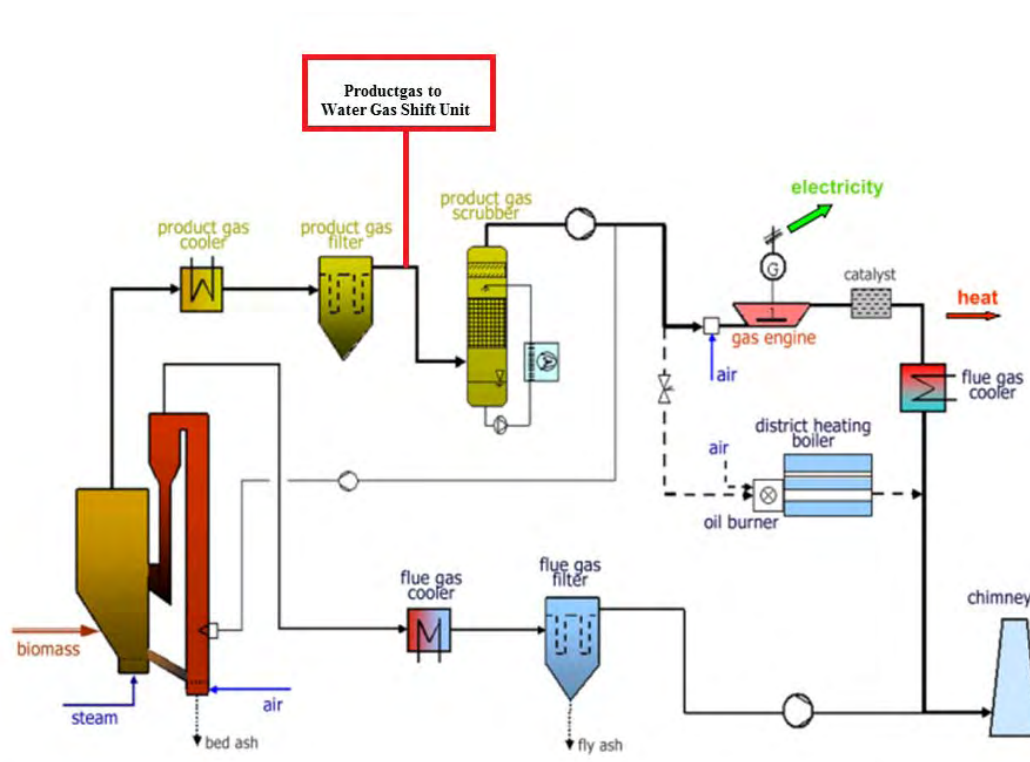 Productgas to
Water Gas Shift Unit
electricity
product gas
scrubber
product gas
cooler
product gas
filter
G
catalyst
heat
1
gas engine
air
flue gas
cooler
district heating
boiler
air
oil burner
flue gas
filter
flue gas
cooler
chimney
biomass
steam
air
bed ash
fly ash